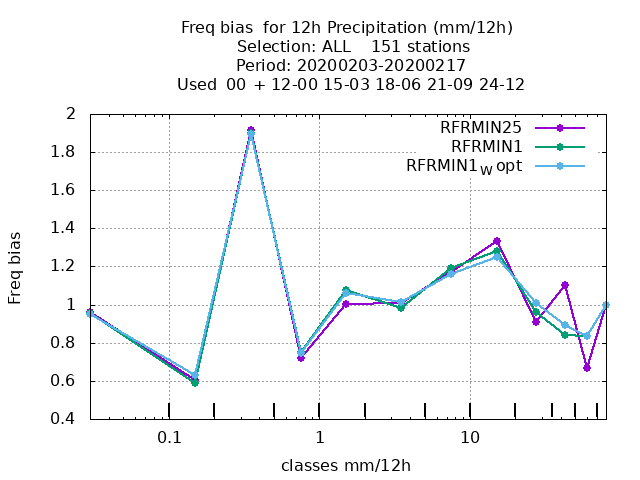 Freq bias  for 12h Precipitation (mm/12h)
Selection: ALL    151 stations
Period: 20200203-20200217
Used  00  + 12-00 15-03 18-06 21-09 24-12
RFRMIN25
RFRMIN1
RFRMIN1W opt
Freq bias
2
1.8
1.6
1.4
1.2
1
0.8
0.6
0.4
0.1
1
10
classes mm/12h